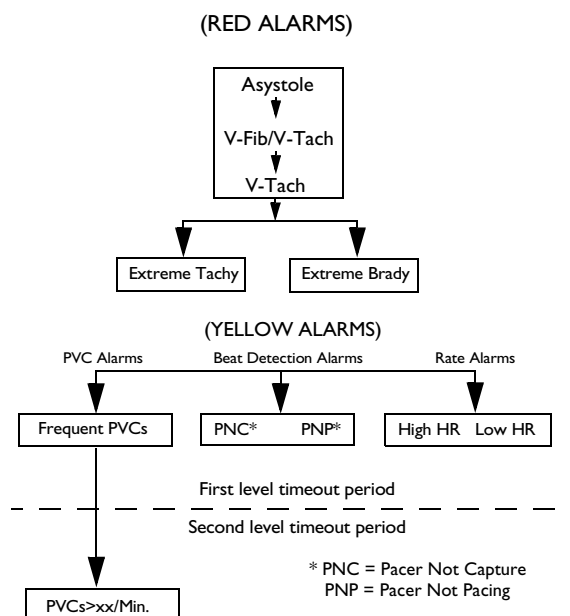 (RED ALARMS)
Asystole
V-Fib/V-Tach
V-Tach
Extreme Tachy
Extreme Brady
(YELLOW ALARMS)
PVC Alarms
Beat Detection Alarms
Rate Alarms
Frequent PVCs
PNC* PNP*
High HR Low HR
First level timeout period
Second level timeout period
* PNC = Pacer Not Capture
PNP = Pacer Not Pacing
PVCs>xx/Min.